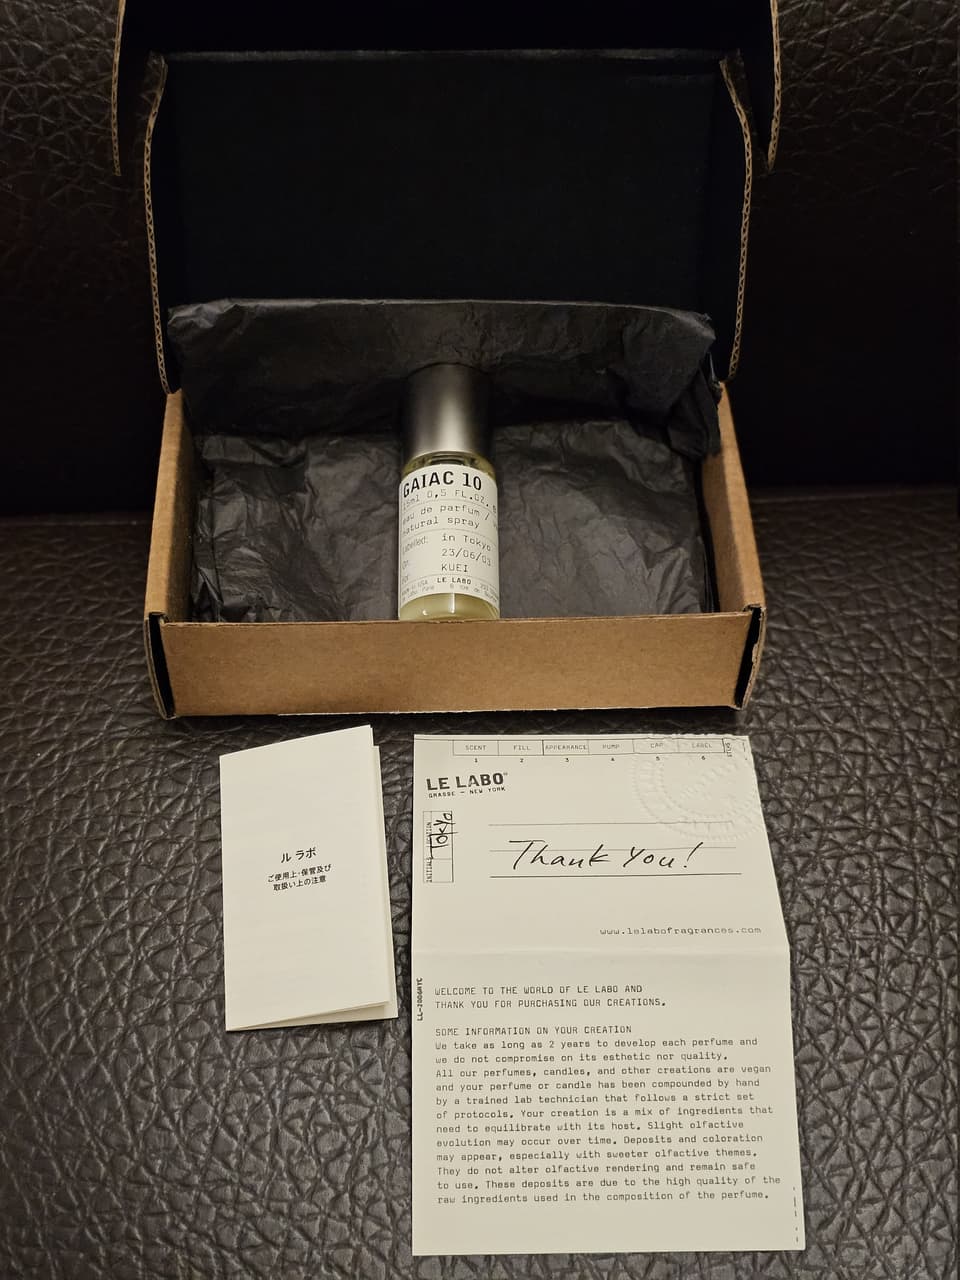 GAIAC 10
15ml 0,5 FL.OZ.
eau de parfum /
natural spray
Labelled: in Tokyo
On: 23/06/03
For: KUEI
LE LABO
ル ラボ
ご使用上・保管及び
取扱い上の注意
SCENT FILL APPEARANCE PUMP CAP LABEL
1 2 3 4 5 6
LE LABO
GRASSE — NEW YORK
INITIALS LOCATION
Tokyo
Thank You!
www.lelabofragrances.com
WELCOME TO THE WORLD OF LE LABO AND
THANK YOU FOR PURCHASING OUR CREATIONS.
SOME INFORMATION ON YOUR CREATION
We take as long as 2 years to develop each perfume and
we do not compromise on its esthetic nor quality.
All our perfumes, candles, and other creations are vegan
and your perfume or candle has been compounded by hand
by a trained lab technician that follows a strict set
of protocols. Your creation is a mix of ingredients that
need to equilibrate with its host. Slight olfactive
evolution may occur over time. Deposits and coloration
may appear, especially with sweeter olfactive themes.
They do not alter olfactive rendering and remain safe
to use. These deposits are due to the high quality of the
raw ingredients used in the composition of the perfume.